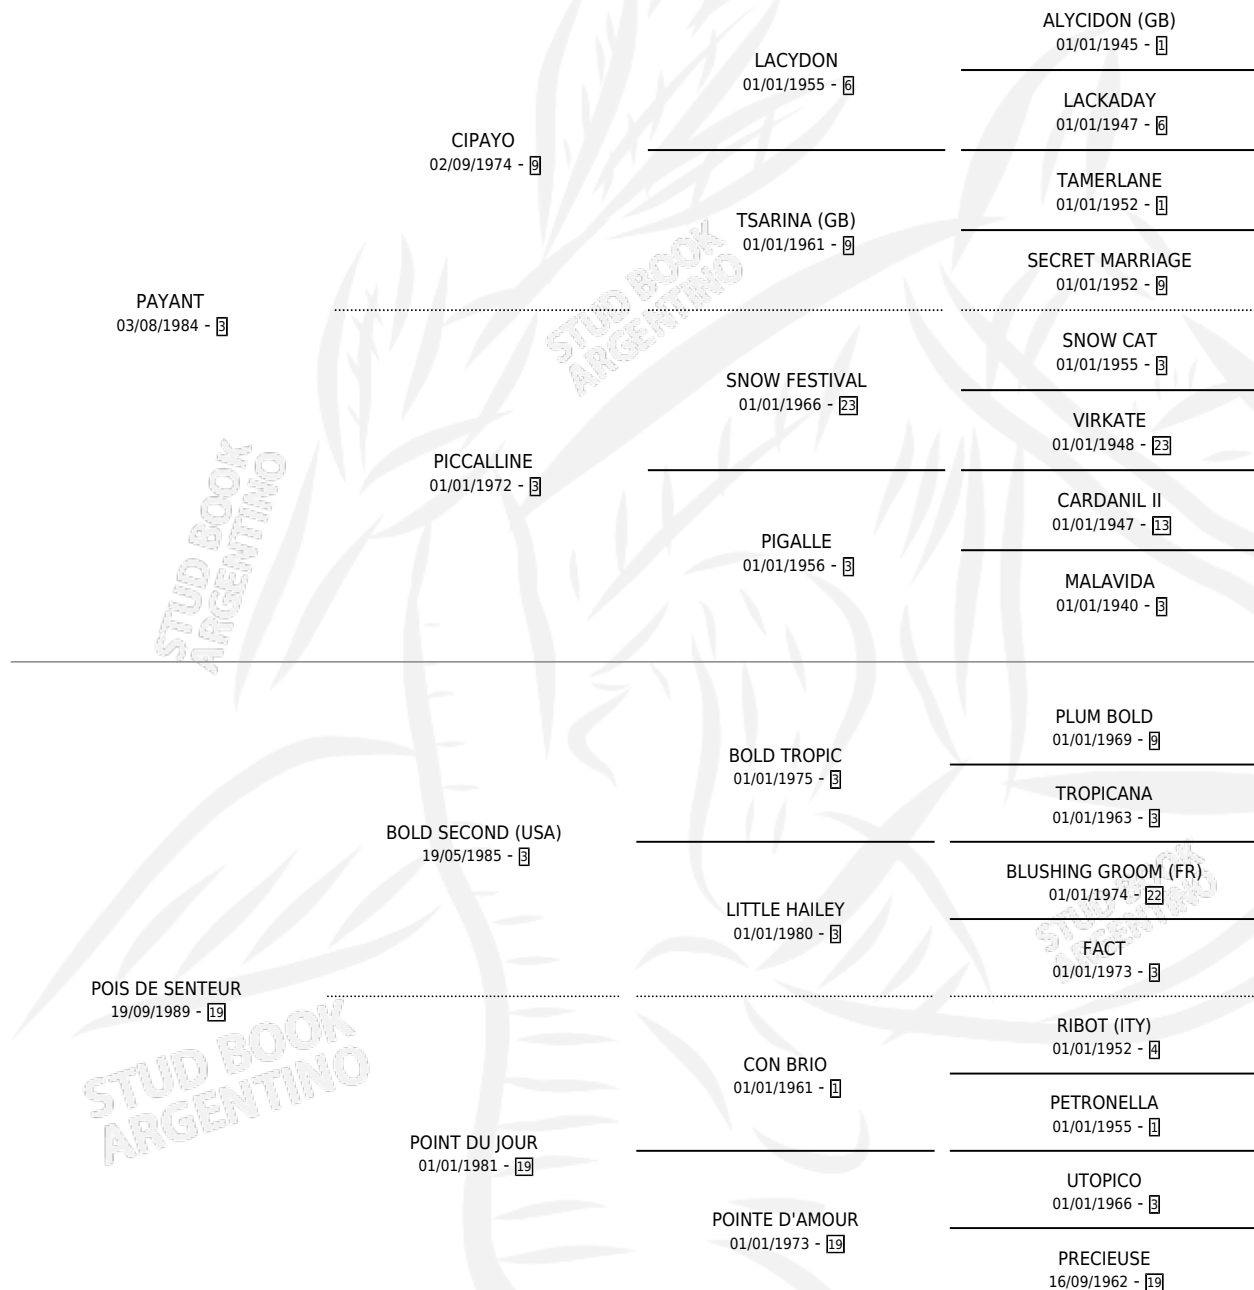 ALYCIDON (GB)
01/01/1945 - 1
LACYDON
01/01/1955 - 6
LACKADAY
01/01/1947 - 6
CIPAYO
02/09/1974 - 9
TAMERLANE
01/01/1952 - 1
TSARINA (GB)
01/01/1961 - 9
SECRET MARRIAGE
01/01/1952 - 9
PAYANT
03/08/1984 - 3
STUD BOOK
ARGENTINO
SNOW CAT
01/01/1955 - 3
SNOW FESTIVAL
01/01/1966 - 23
VIRKATE
01/01/1948 - 23
PICCALLINE
01/01/1972 - 3
CARDANIL II
01/01/1947 - 13
PIGALLE
01/01/1956 - 3
MALAVIDA
01/01/1940 - 3
STUD BOOK
ARGENTINO
PLUM BOLD
01/01/1969 - 9
BOLD TROPIC
01/01/1975 - 3
TROPICANA
01/01/1963 - 3
BOLD SECOND (USA)
19/05/1985 - 3
BLUSHING GROOM (FR)
01/01/1974 - 22
STUD BOOK
ARGENTINO
LITTLE HAILEY
01/01/1980 - 3
FACT
01/01/1973 - 3
POIS DE SENTEUR
19/09/1989 - 19
STUD BOOK
ARGENTINO
RIBOT (ITY)
01/01/1952 - 4
CON BRIO
01/01/1961 - 1
PETRONELLA
01/01/1955 - 1
POINT DU JOUR
01/01/1981 - 19
UTOPICO
01/01/1966 - 3
POINTE D'AMOUR
01/01/1973 - 19
PRECIEUSE
16/09/1962 - 19